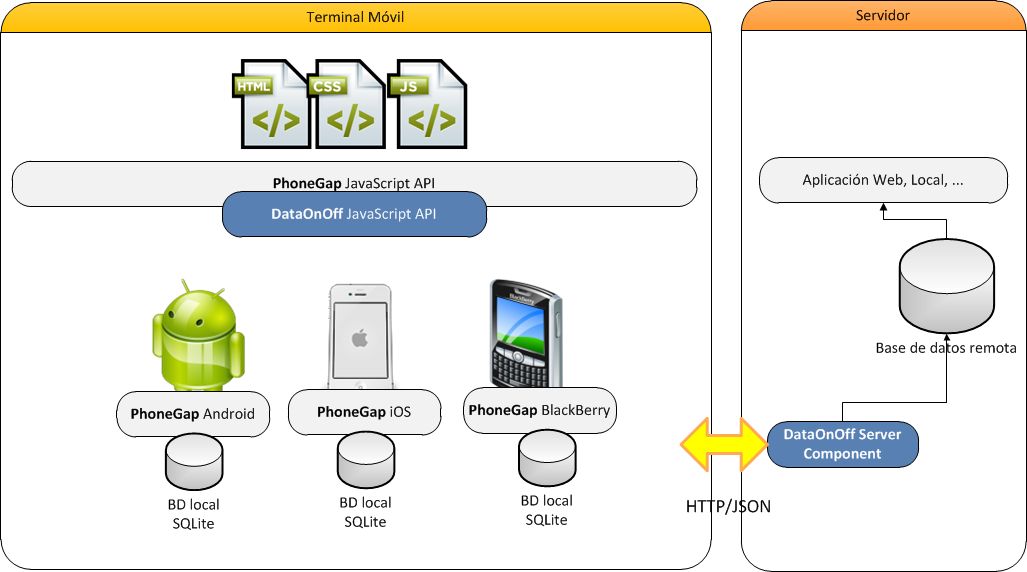 Terminal Móvil
Servidor
HTML
CSS
JS
PhoneGap JavaScript API
DataOnOff JavaScript API
Aplicación Web, Local, ...
Base de datos remota
BlackBerry
PhoneGap Android
PhoneGap iOS
PhoneGap BlackBerry
DataOnOff Server
Component
BD local
SQLite
BD local
SQLite
BD local
SQLite
HTTP/JSON